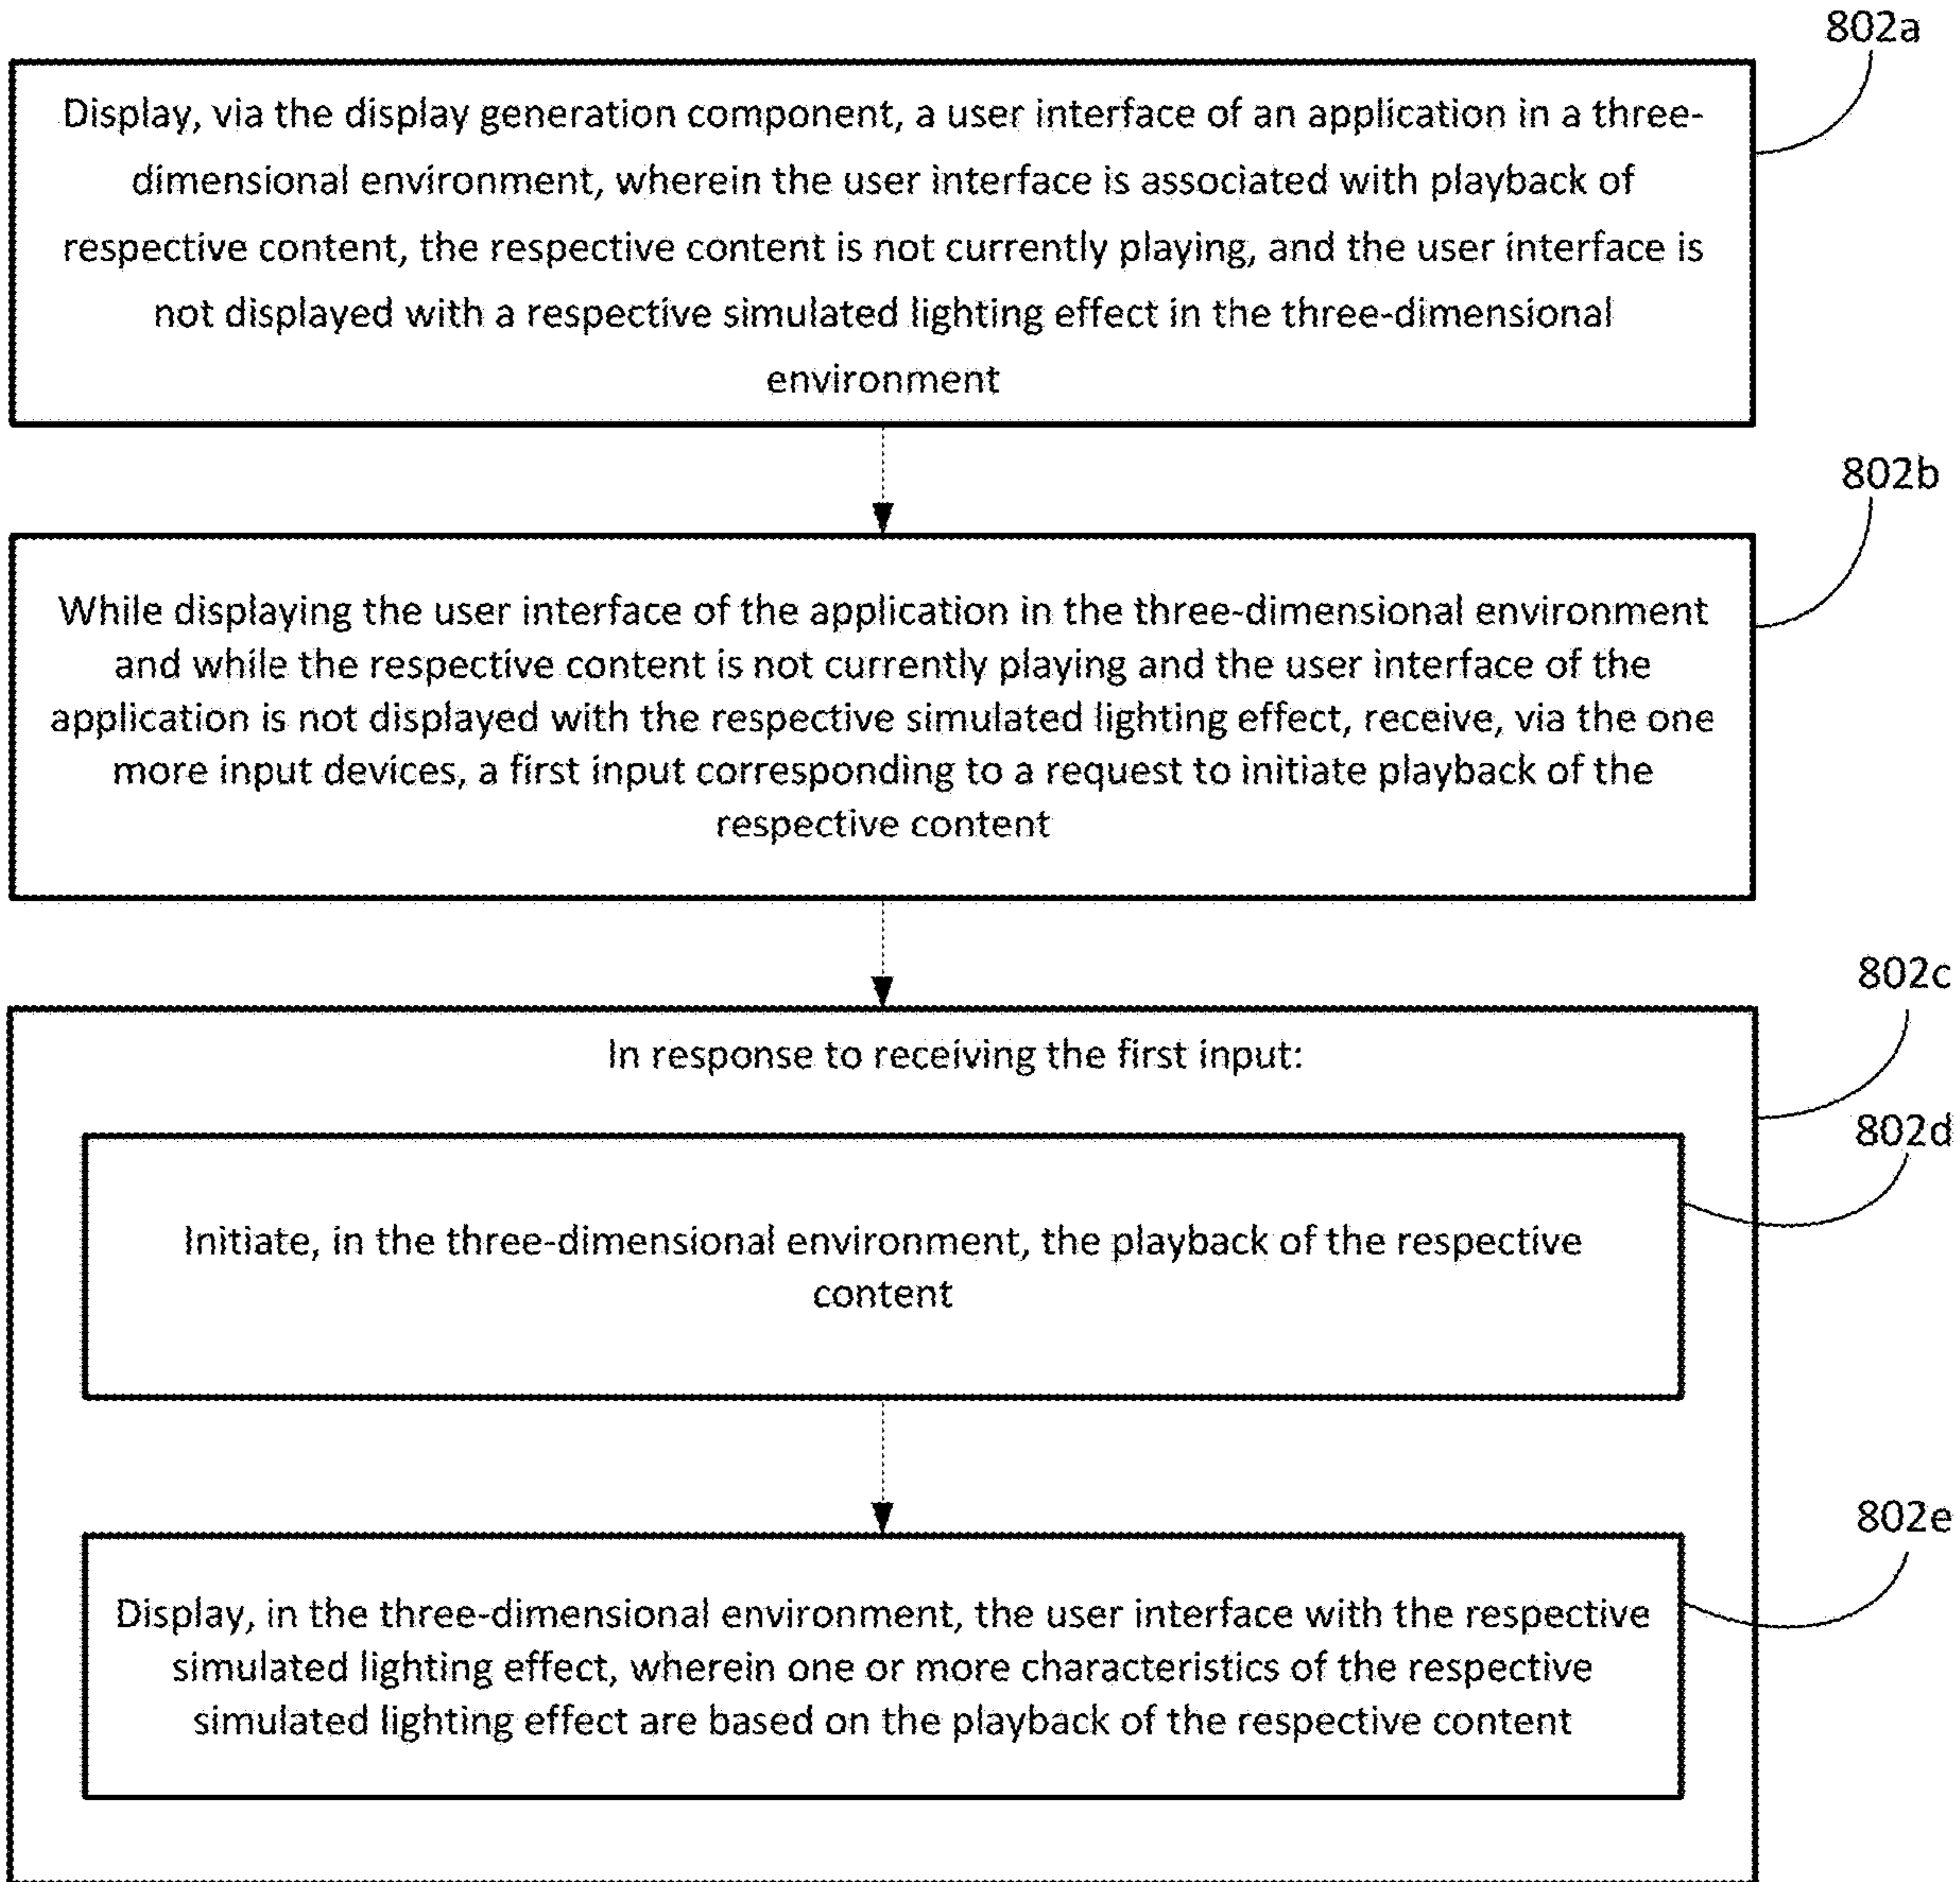 802a
Display, via the display generation component, a user interface of an application in a three-
dimensional environment, wherein the user interface is associated with playback of
respective content, the respective content is not currently playing, and the user interface is
not displayed with a respective simulated lighting effect in the three-dimensional
environment
802b
While displaying the user interface of the application in the three-dimensional environment
and while the respective content is not currently playing and the user interface of the
application is not displayed with the respective simulated lighting effect, receive, via the one
more input devices, a first input corresponding to a request to initiate playback of the
respective content
802c
In response to receiving the first input:
802d
Initiate, in the three-dimensional environment, the playback of the respective
content
802e
Display, in the three-dimensional environment, the user interface with the respective
simulated lighting effect, wherein one or more characteristics of the respective
simulated lighting effect are based on the playback of the respective content